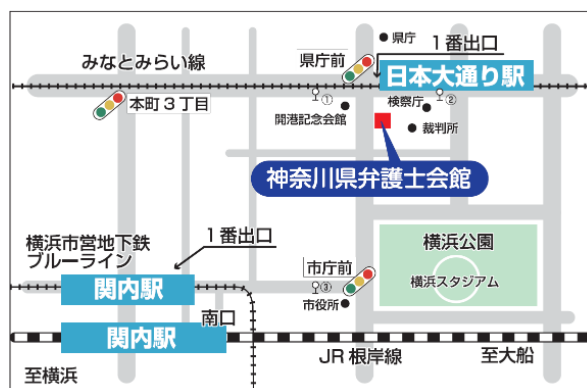 県庁
1番出口
みなとみらい線
県庁前
日本大通り駅
本町3丁目
①
検察庁
②
開港記念会館
裁判所
神奈川県弁護士会館
横浜市営地下鉄
ブルーライン
1番出口
市庁前
横浜公園
関内駅
③
横浜スタジアム
市役所
南口
関内駅
JR根岸線
至大船
至横浜